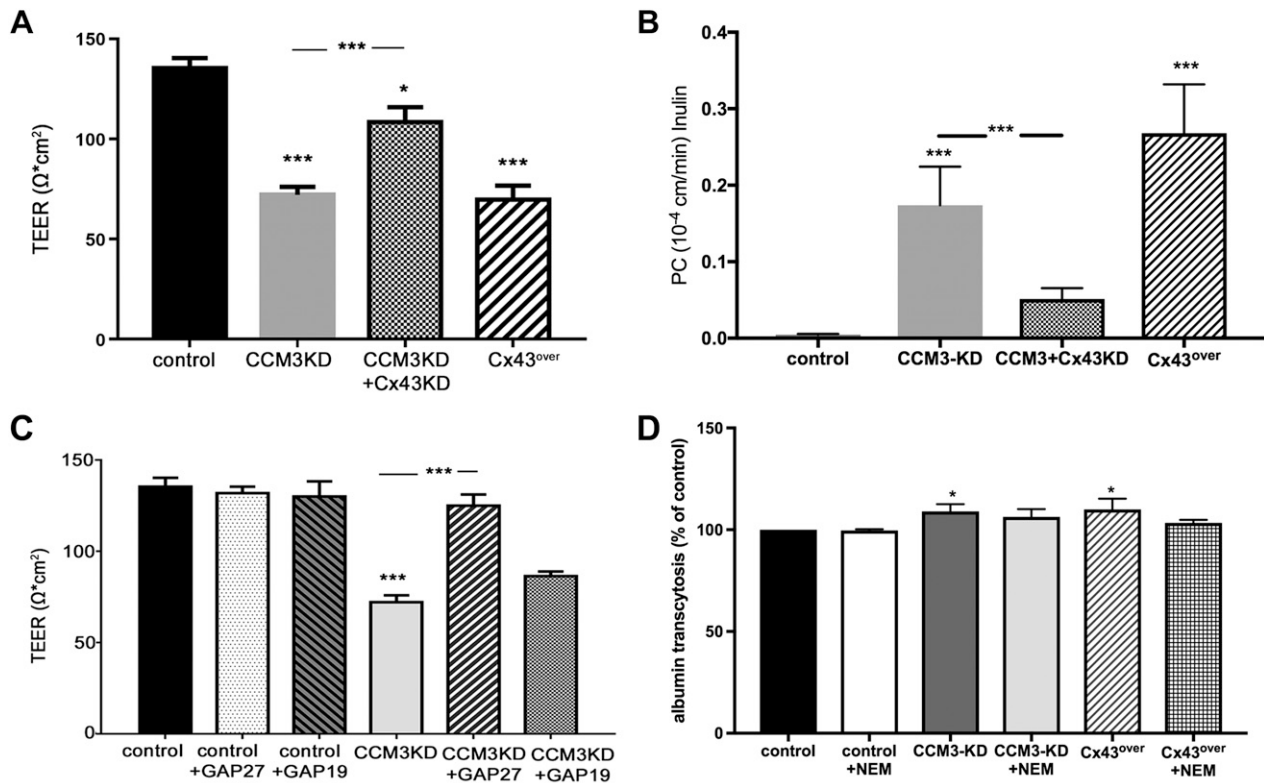 A
TEER (Ω*cm²)
150
100
50
0
***
***
*
***
control
CCM3KD
CCM3KD
+Cx43KD
Cx43ᵒᵛᵉʳ
B
PC (10⁻⁴ cm/min) Inulin
0.4
0.3
0.2
0.1
0.0
***
***
***
control
CCM3-KD
CCM3+Cx43KD
Cx43ᵒᵛᵉʳ
C
TEER (Ω*cm²)
150
100
50
0
***
***
control
control
+GAP27
control
+GAP19
CCM3KD
CCM3KD
+GAP27
CCM3KD
+GAP19
D
albumin transcytosis (% of control)
150
100
50
0
*
*
control
control
+NEM
CCM3-KD
CCM3-KD
+NEM
Cx43ᵒᵛᵉʳ
Cx43ᵒᵛᵉʳ
+NEM